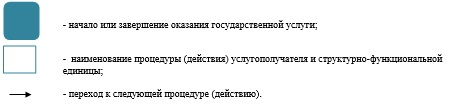 - начало или завершение оказания государственной услуги;
- наименование процедуры (действия) услугополучателя и структурно-функциональной
единицы;
- переход к следующей процедуре (действию).